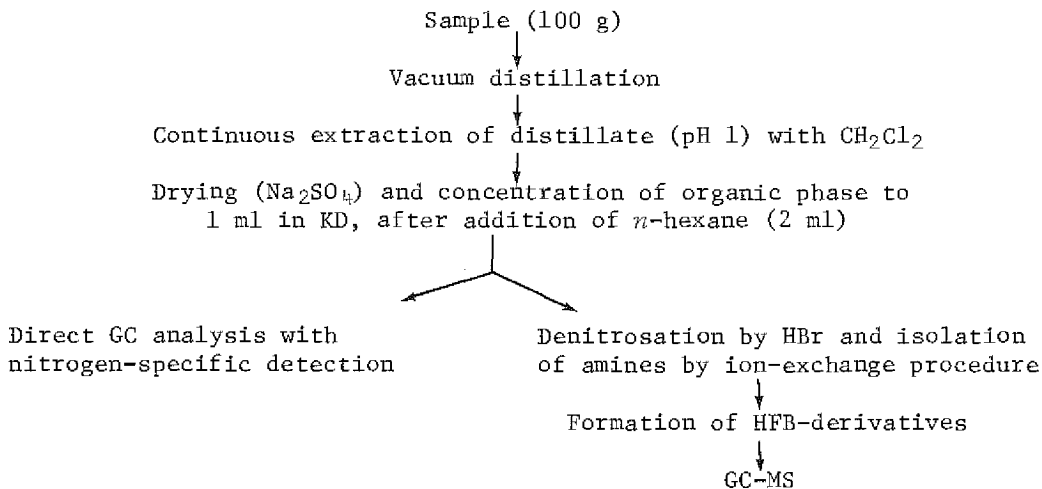 Sample (100 g)
Vacuum distillation
Continuous extraction of distillate (pH 1) with CH₂Cl₂
Drying (Na₂SO₄) and concentration of organic phase to
1 ml in KD, after addition of n-hexane (2 ml)
Direct GC analysis with
nitrogen-specific detection
Denitrosation by HBr and isolation
of amines by ion-exchange procedure
Formation of HFB-derivatives
GC-MS